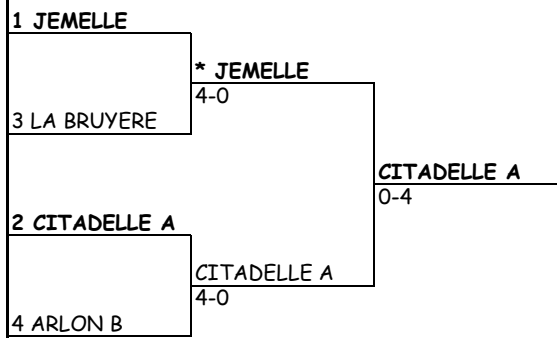 1 JEMELLE
* JEMELLE
4-0
3 LA BRUYERE
CITADELLE A
0-4
2 CITADELLE A
CITADELLE A
4-0
4 ARLON B